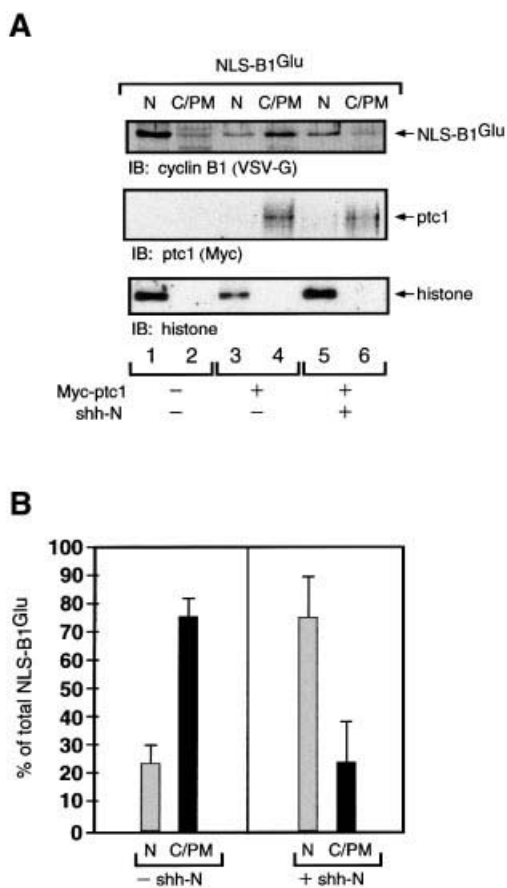 A
NLS-B1Glu
N C/PM N C/PM N C/PM
NLS-B1Glu
IB: cyclin B1 (VSV-G)
ptc1
IB: ptc1 (Myc)
histone
IB: histone
1 2 3 4 5 6
Myc-ptc1 − + +
shh-N − − +
B
% of total NLS-B1Glu
100
90
80
70
60
50
40
30
20
10
0
N C/PM N C/PM
− shh-N + shh-N